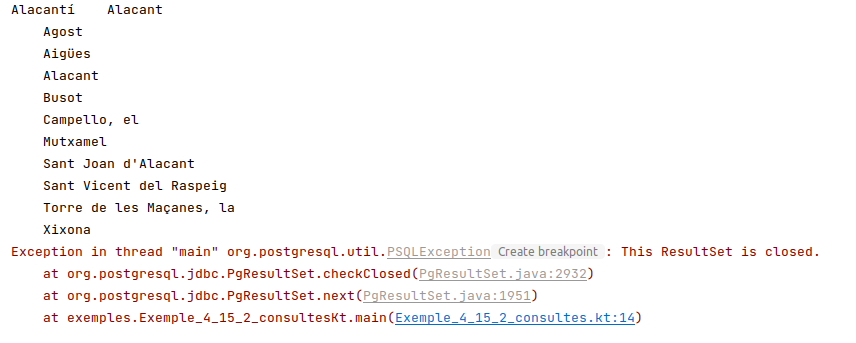 Alacantí    Alacant
    Agost
    Aigües
    Alacant
    Busot
    Campello, el
    Mutxamel
    Sant Joan d'Alacant
    Sant Vicent del Raspeig
    Torre de les Maçanes, la
    Xixona
Exception in thread "main" org.postgresql.util.PSQLException Create breakpoint : This ResultSet is closed.
    at org.postgresql.jdbc.PgResultSet.checkClosed(PgResultSet.java:2932)
    at org.postgresql.jdbc.PgResultSet.next(PgResultSet.java:1951)
    at exemples.Exemple_4_15_2_consultesKt.main(Exemple_4_15_2_consultes.kt:14)